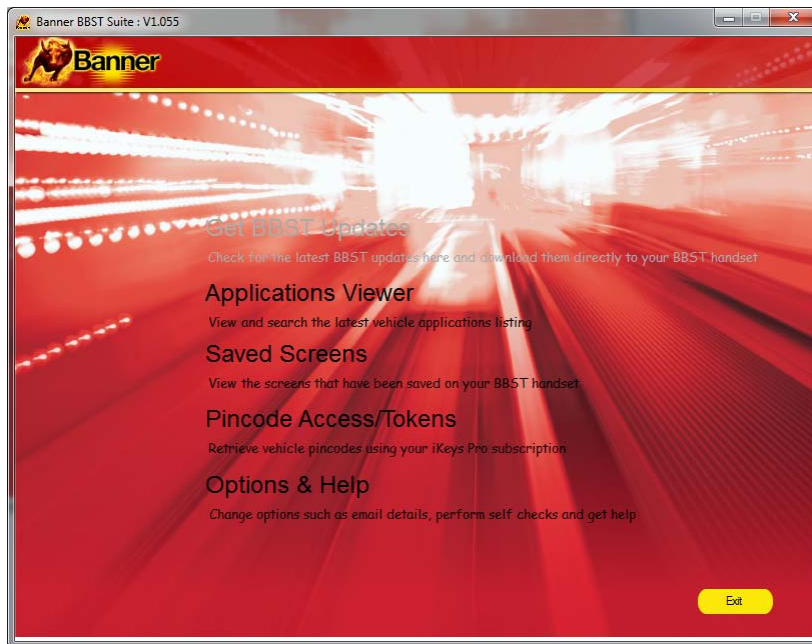 Banner BBST Suite : V1.055
Banner
Get BBST Updates
Check for the latest BBST updates here and download them directly to your BBST handset
Applications Viewer
View and search the latest vehicle applications listing
Saved Screens
View the screens that have been saved on your BBST handset
Pincode Access/Tokens
Retrieve vehicle pincodes using your iKeys Pro subscription
Options & Help
Change options such as email details, perform self checks and get help
Exit